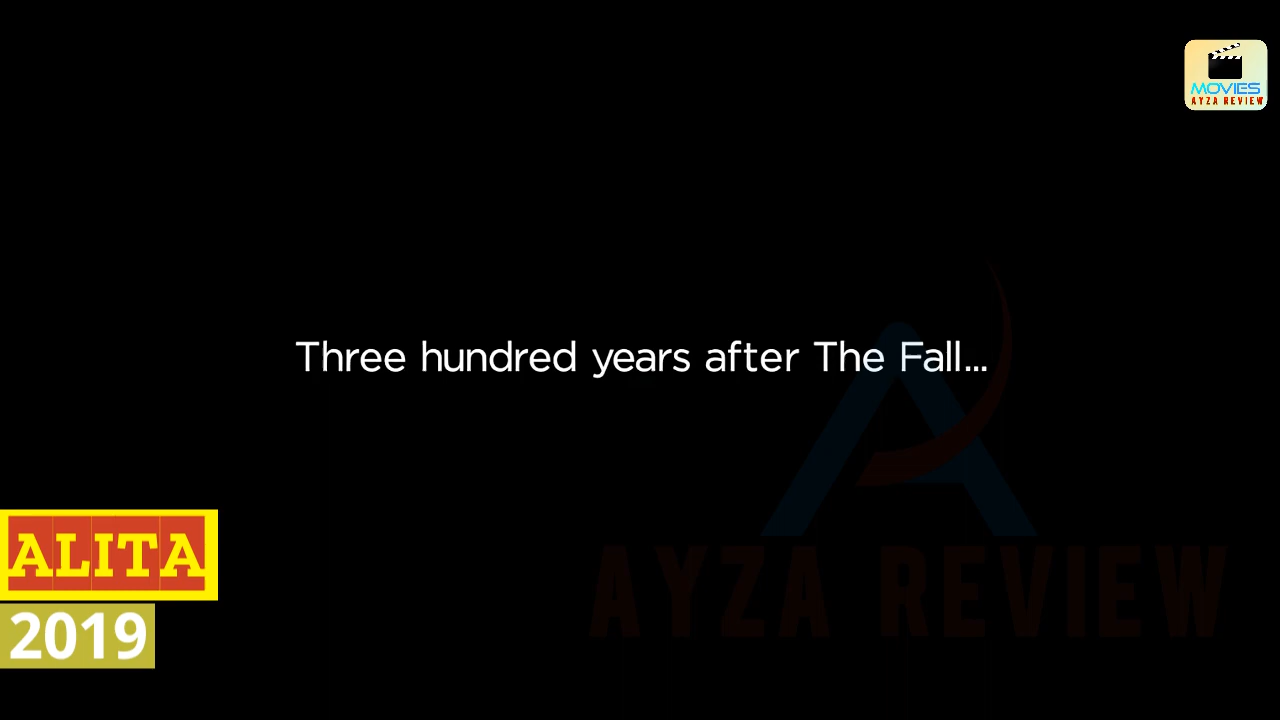 MOVIES
AYZA REVIEW
Three hundred years after The Fall...
ALITA
2019
AYZA REVIEW